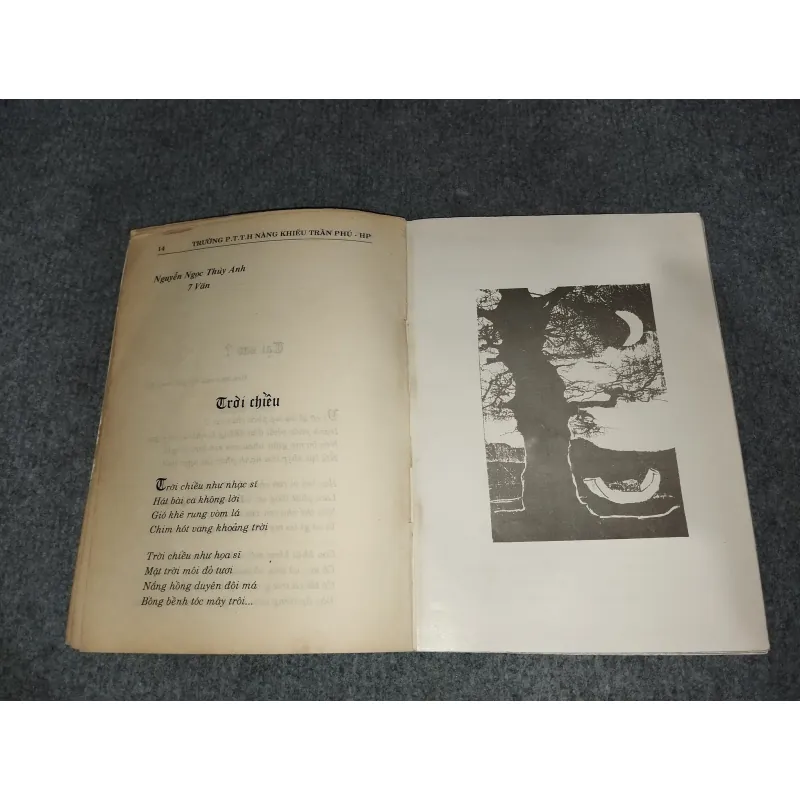 14
TRƯỜNG P.T.T.H NĂNG KHIẾU TRẦN PHÚ - HP
Nguyễn Ngọc Thùy Anh
7 Văn
Trời chiều
Trời chiều như nhạc sĩ
Hát bài ca không lời
Gió khẽ rung vòm lá
Chim hót vang khoảng trời
Trời chiều như họa sĩ
Mặt trời môi đỏ tươi
Nắng hồng duyên đôi má
Bồng bềnh tóc mây trôi...